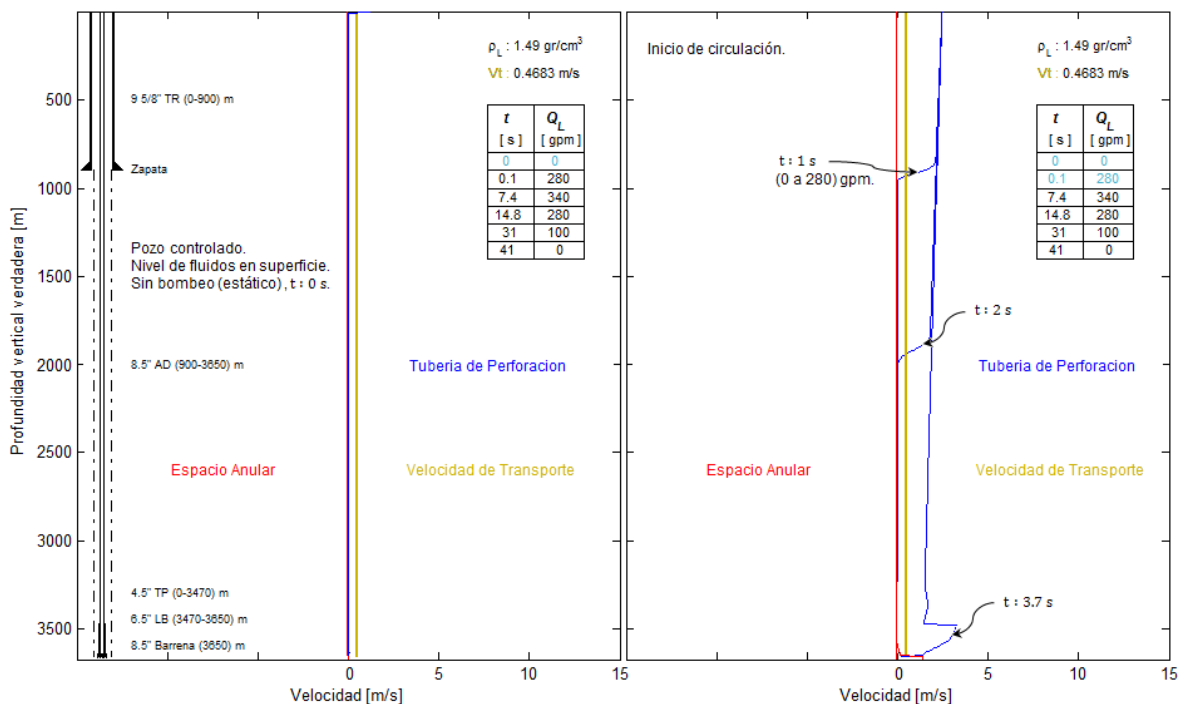 ρL : 1.49 gr/cm³
Vt : 0.4683 m/s
9 5/8" TR (0-900) m
t QL
[ s ] [ gpm ]
0 0
0.1 280
7.4 340
14.8 280
31 100
41 0
Zapata
Pozo controlado.
Nivel de fluidos en superficie.
Sin bombeo (estático) , t : 0 s.
8.5" AD (900-3650) m
Tuberia de Perforacion
Espacio Anular
Velocidad de Transporte
4.5" TP (0-3470) m
6.5" LB (3470-3650) m
8.5" Barrena (3650) m
Profundidad vertical verdadera [m]
500
1000
1500
2000
2500
3000
3500
0 5 10 15
Velocidad [m/s]
Inicio de circulación.
ρL : 1.49 gr/cm³
Vt : 0.4683 m/s
t QL
[ s ] [ gpm ]
0 0
0.1 280
7.4 340
14.8 280
31 100
41 0
t : 1 s
(0 a 280) gpm.
t : 2 s
Tuberia de Perforacion
Espacio Anular
Velocidad de Transporte
t : 3.7 s
0 5 10 15
Velocidad [m/s]